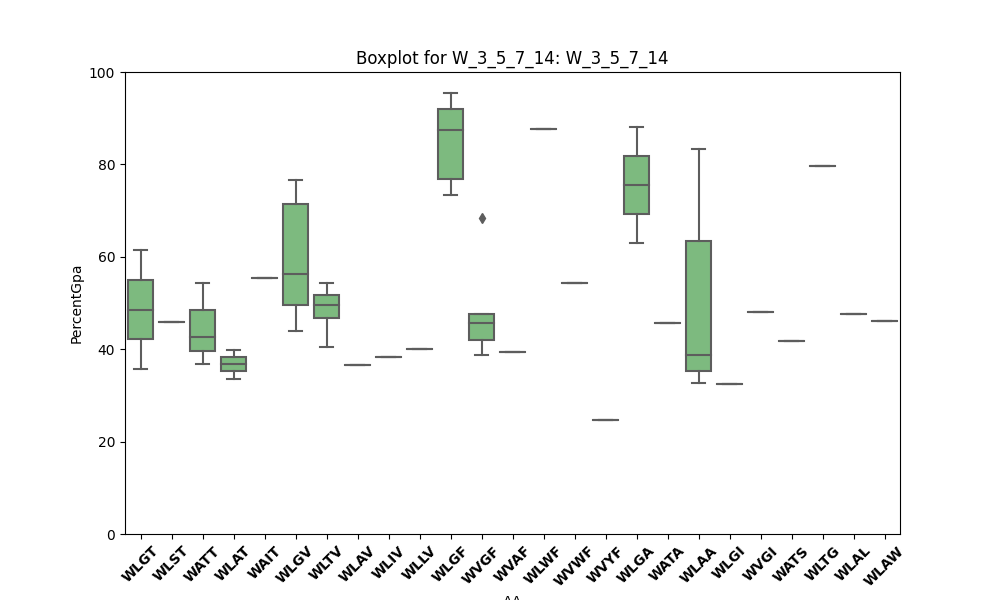 Boxplot for W_3_5_7_14: W_3_5_7_14
PercentGpa
100
80
60
40
20
0
WLGT WLST WATT WLAT WAIT WLGV WLTV WLAV WLIV WLLV WLGF WVGF WVAF WLWF WVWF WVYF WLGA WATA WLAA WLGI WVGI WATS WLTG WLAL WLAW
AA